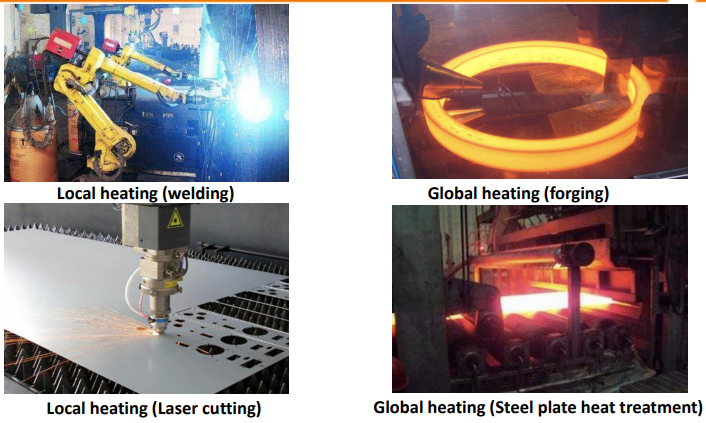 Local heating (welding)
Global heating (forging)
Local heating (Laser cutting)
Global heating (Steel plate heat treatment)